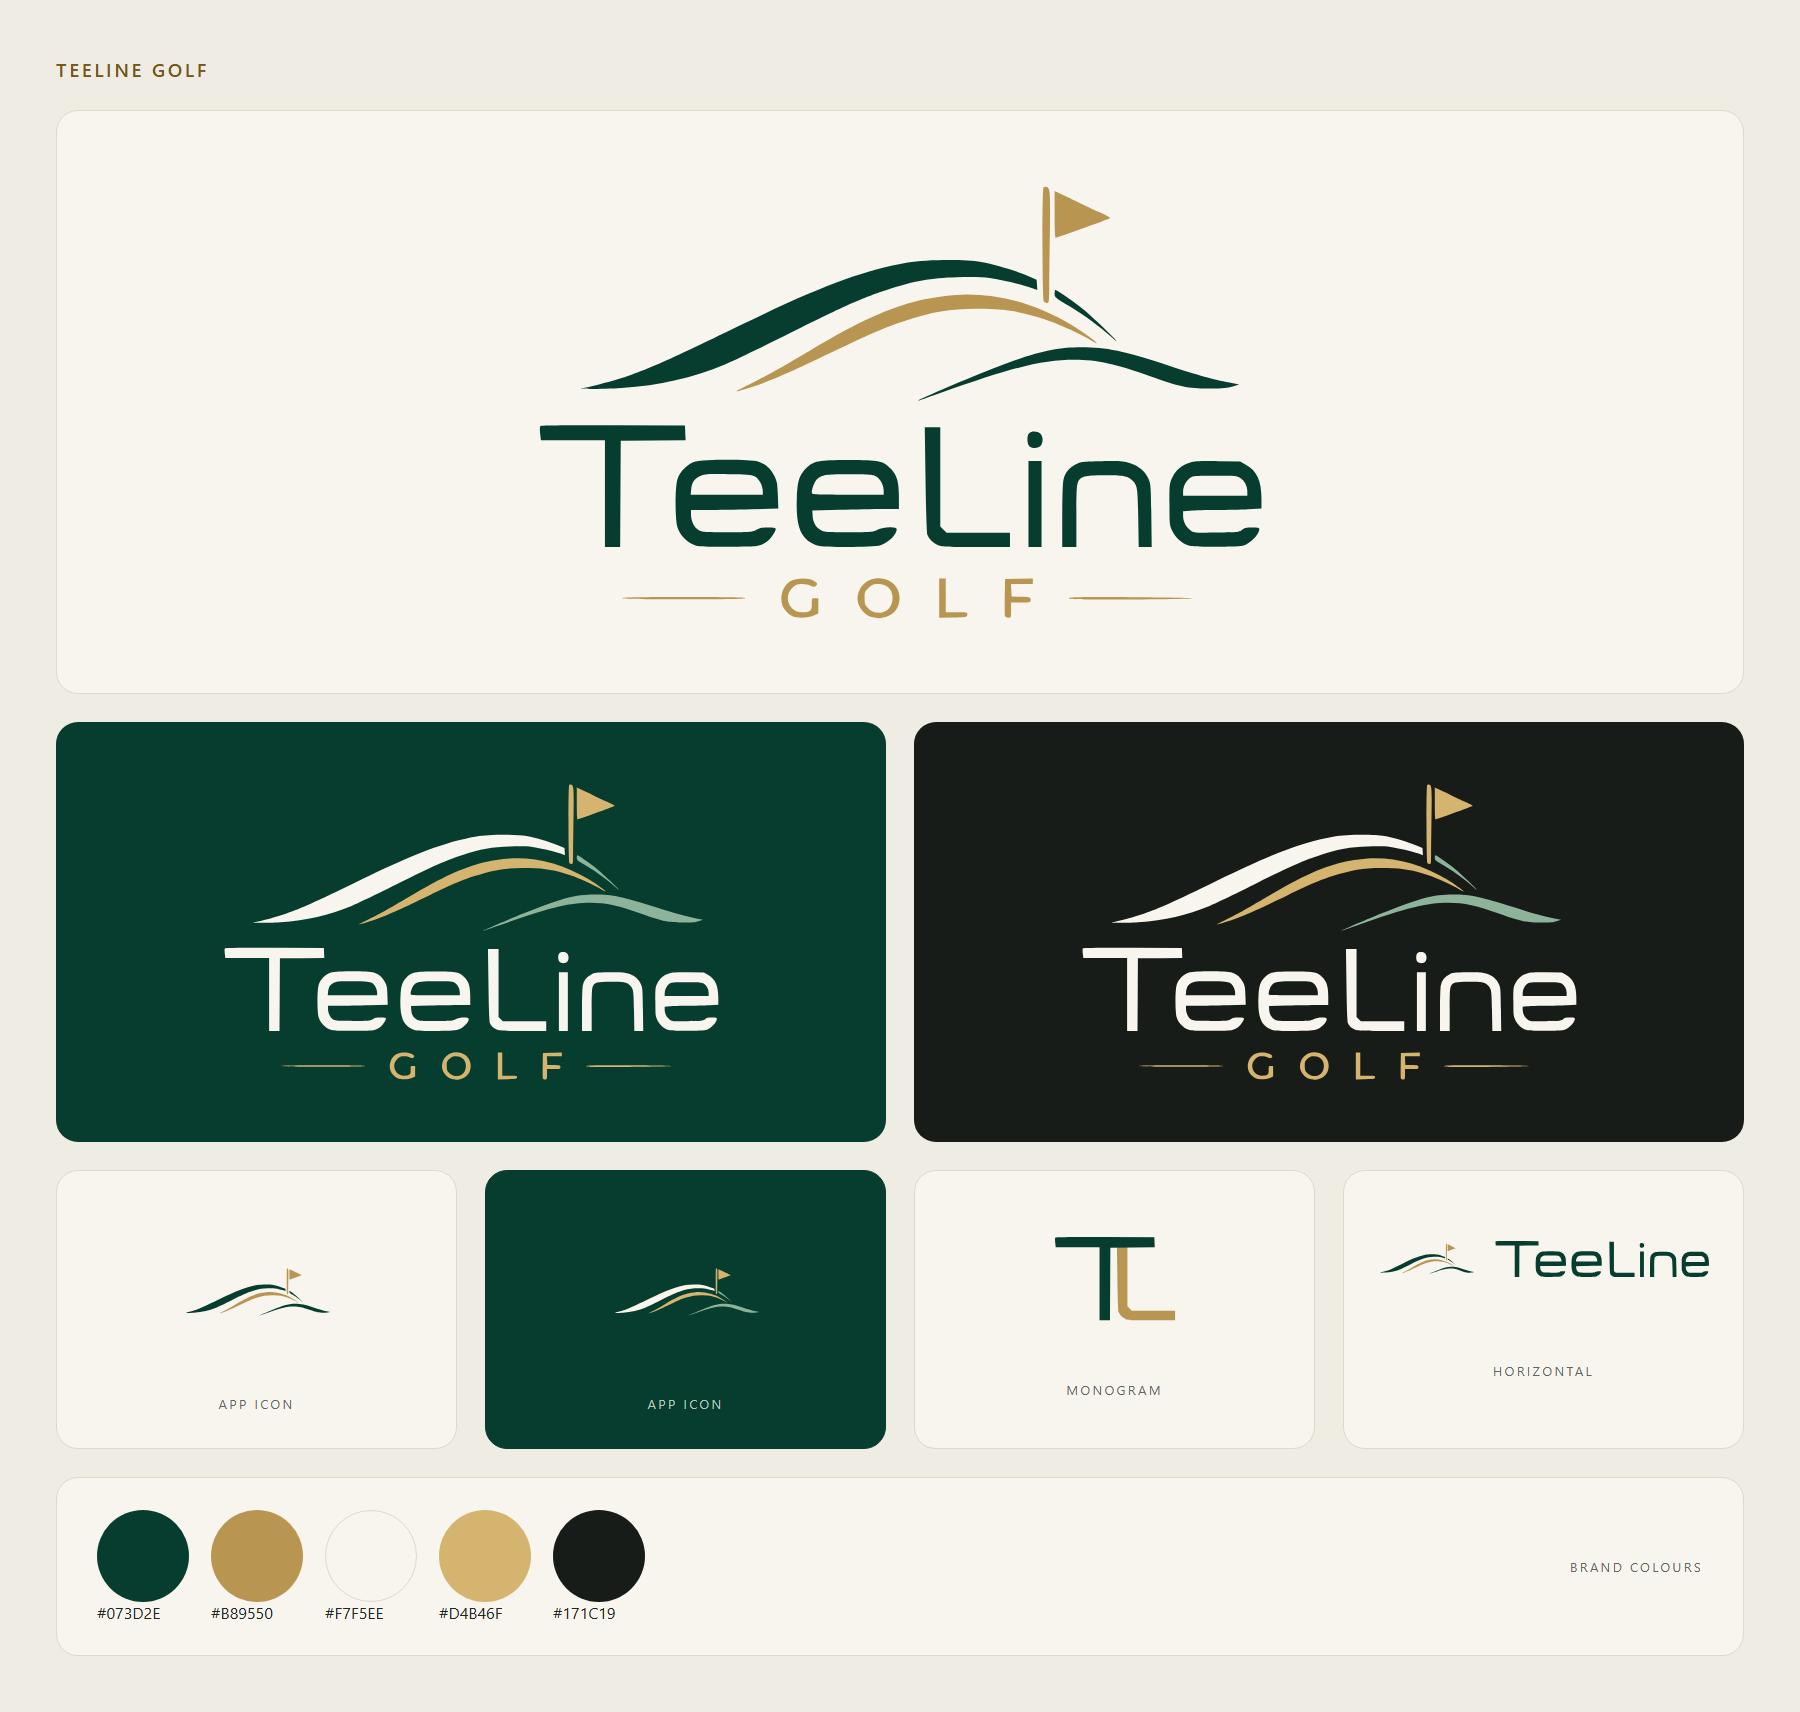 TEELINE GOLF
TeeLine
GOLF
TeeLine
GOLF
TeeLine
GOLF
APP ICON
APP ICON
TL
MONOGRAM
TeeLine
HORIZONTAL
#073D2E #B89550 #F7F5EE #D4B46F #171C19
BRAND COLOURS